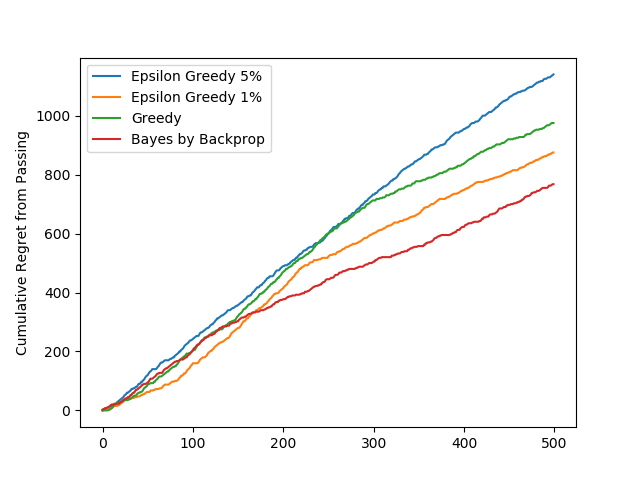 Epsilon Greedy 5%
Epsilon Greedy 1%
Greedy
Bayes by Backprop
Cumulative Regret from Passing
1000
800
600
400
200
0
0 100 200 300 400 500